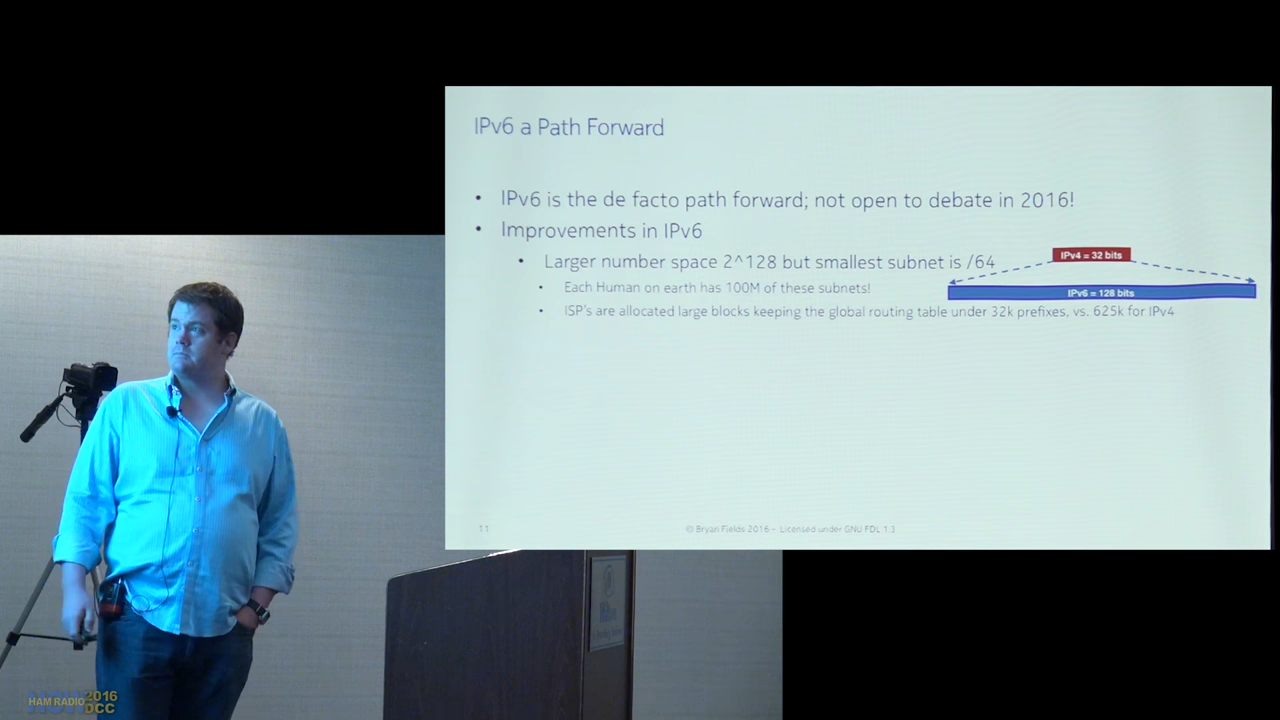 IPv6 a Path Forward
• IPv6 is the de facto path forward; not open to debate in 2016!
• Improvements in IPv6
• Larger number space 2^128 but smallest subnet is /64
IPv4 = 32 bits
• Each Human on earth has 100M of these subnets!
IPv6 = 128 bits
• ISP's are allocated large blocks keeping the global routing table under 32k prefixes, vs. 625k for IPv4
11
© Bryan Fields 2016 - Licensed under GNU FDL 1.3
HAM RADIO
2016
DCC